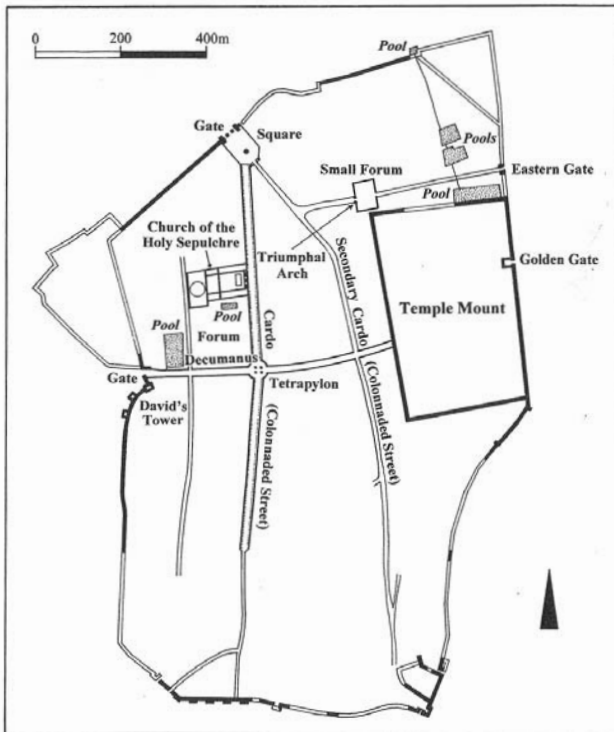 0 200 400m
Pool
Gate
Square
Pools
Small Forum
Eastern Gate
Pool
Church of the
Holy Sepulchre
Triumphal
Arch
Golden Gate
Secondary Cardo (Colonnaded Street)
Temple Mount
Pool
Pool
Forum
Cardo (Colonnaded Street)
Decumanus
Gate
Tetrapylon
David's
Tower